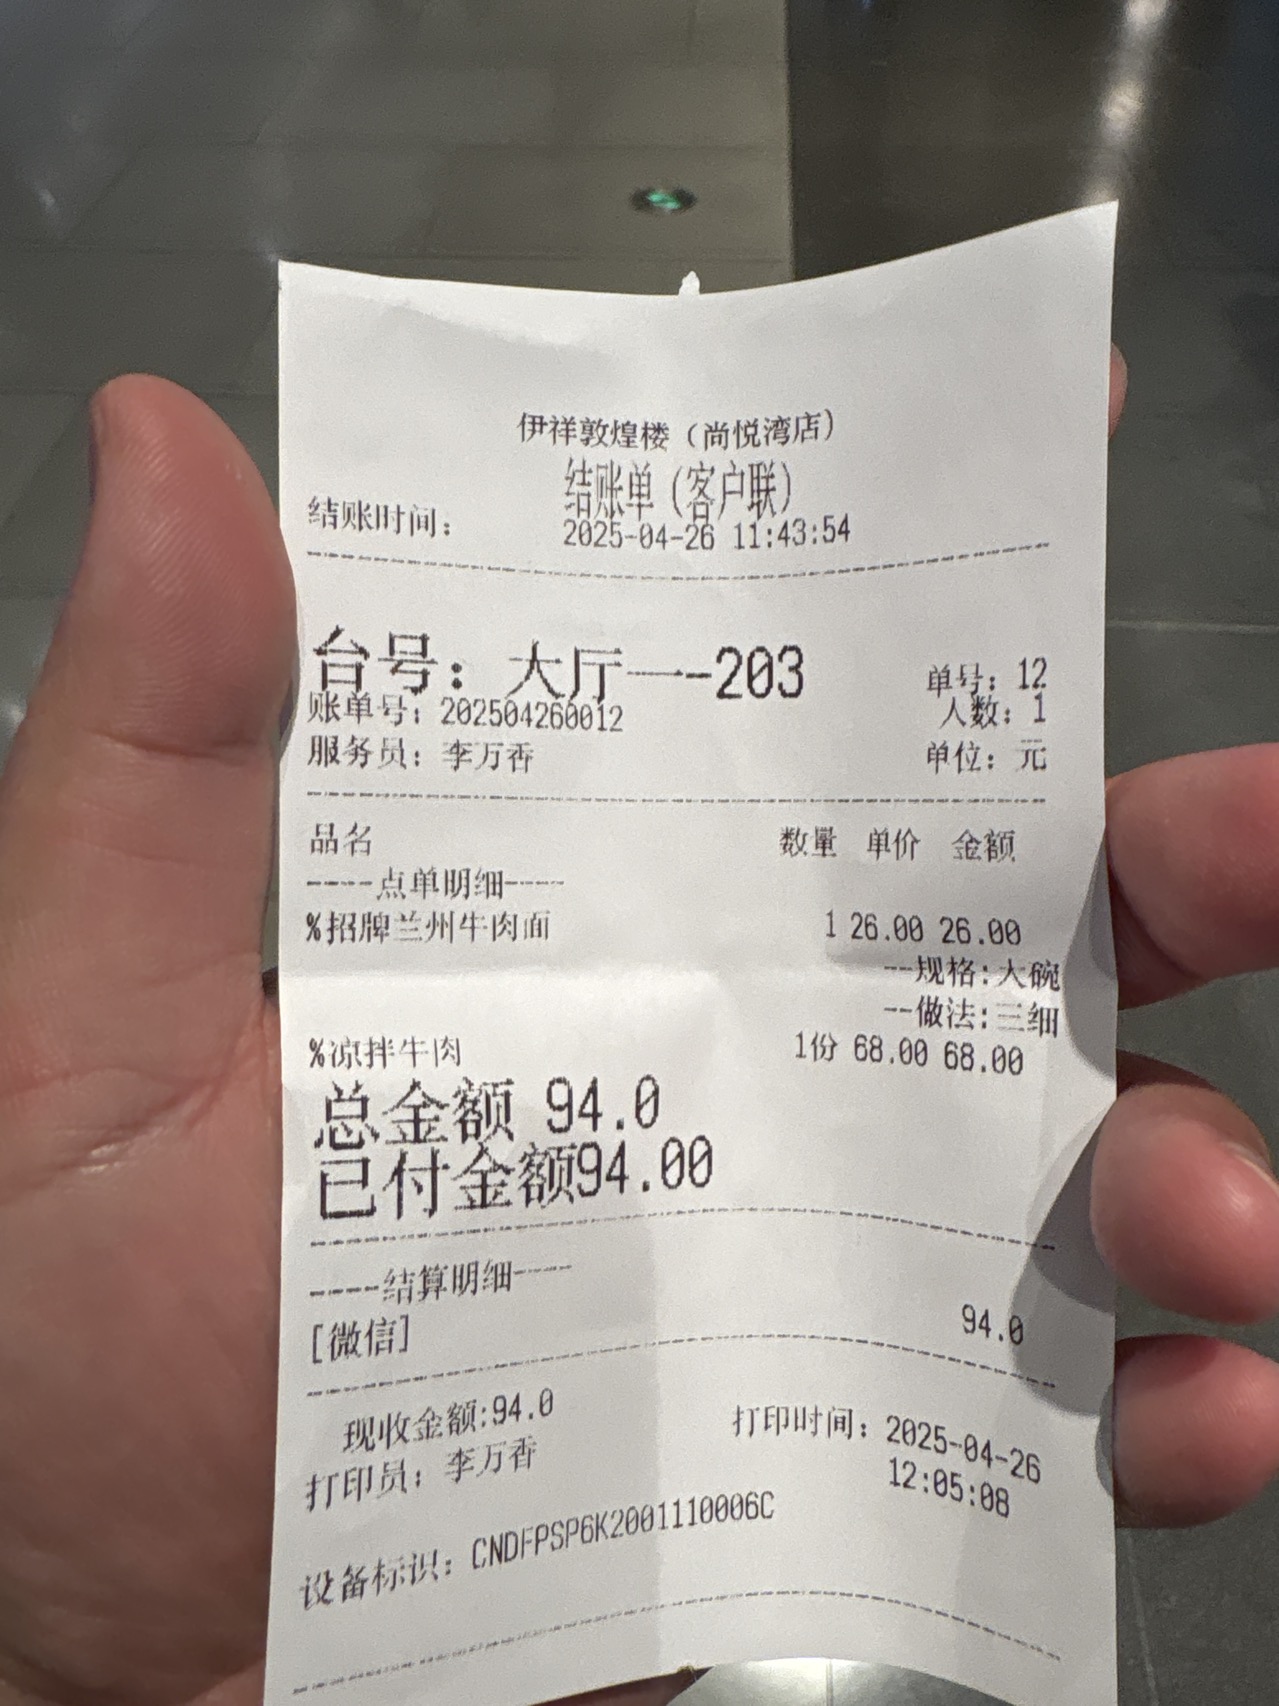 伊祥敦煌楼（尚悦湾店）
结账单（客户联）
结账时间： 2025-04-26 11:43:54
台号：大厅一-203 单号：12
账单号：202504260012 人数：1
服务员：李万香 单位：元
品名 数量 单价 金额
----点单明细----
%招牌兰州牛肉面 1 26.00 26.00
--规格:大碗
--做法:三细
%凉拌牛肉 1份 68.00 68.00
总金额 94.0
已付金额94.00
----结算明细----
[微信] 94.0
现收金额:94.0
打印员：李万香 打印时间：2025-04-26
12:05:08
设备标识：CNDFPSP6K2001110006C